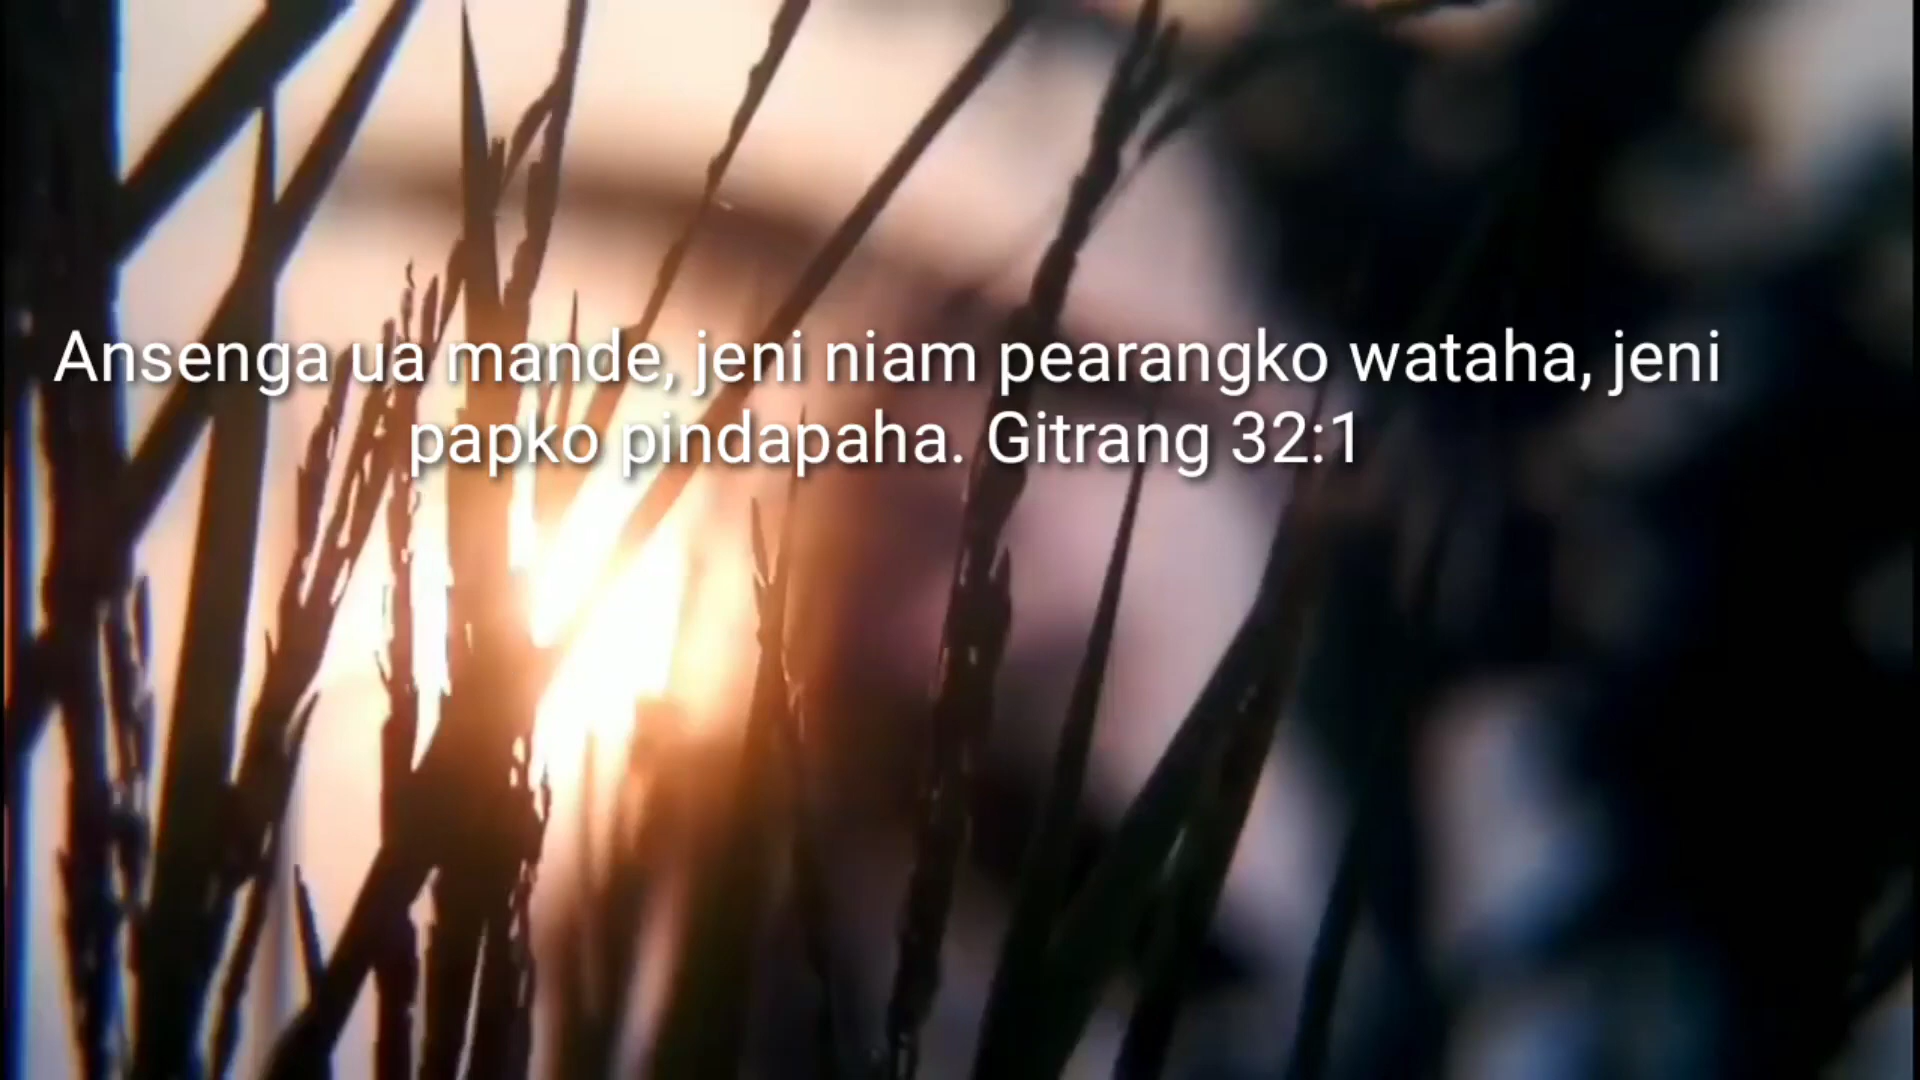 Ansenga ua mande, jeni niam pearangko wataha, jeni
papko pindapaha. Gitrang 32:1